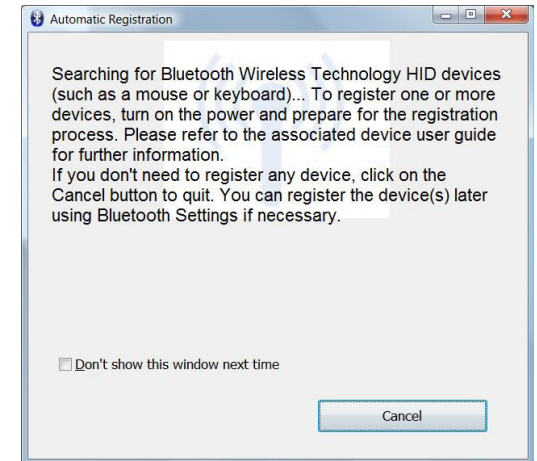 Automatic Registration
Searching for Bluetooth Wireless Technology HID devices
(such as a mouse or keyboard)... To register one or more
devices, turn on the power and prepare for the registration
process. Please refer to the associated device user guide
for further information.
If you don't need to register any device, click on the
Cancel button to quit. You can register the device(s) later
using Bluetooth Settings if necessary.
Don't show this window next time
Cancel